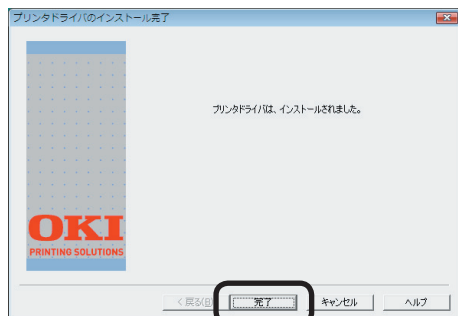 プリンタドライバのインストール完了
プリンタドライバは、インストールされました。
OKI
PRINTING SOLUTIONS
< 戻る(B) 完了 キャンセル ヘルプ